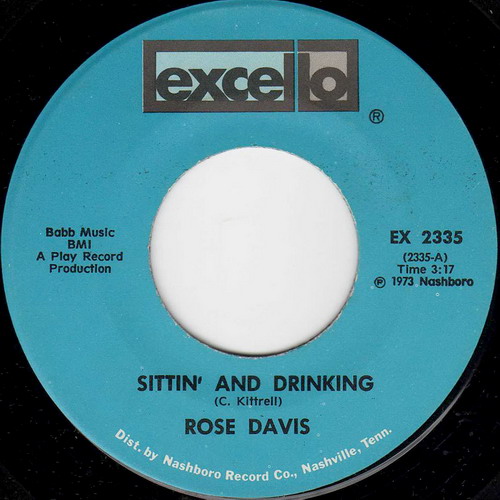 excello
®
Babb Music
BMI
A Play Record
Production
EX 2335
(2335-A)
Time 3:17
℗ 1973 Nashboro
SITTIN' AND DRINKING
(C. Kittrell)
ROSE DAVIS
Dist. by Nashboro Record Co., Nashville, Tenn.